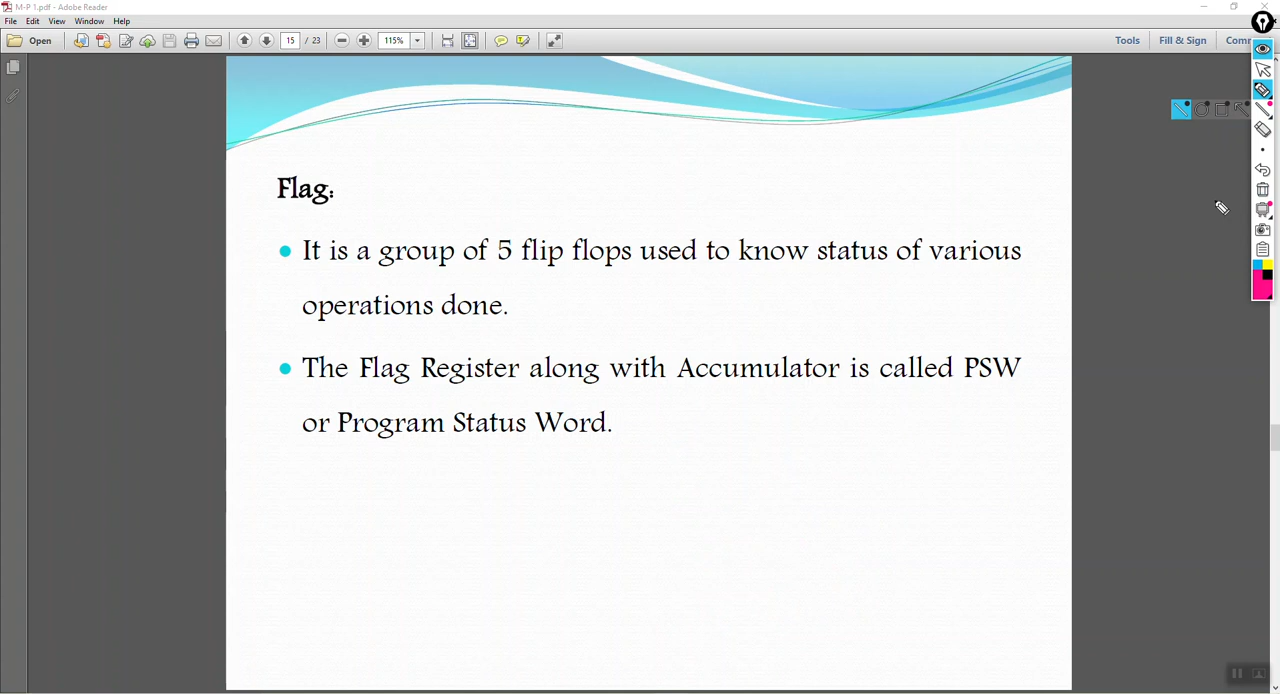 M-P 1.pdf - Adobe Reader
File Edit View Window Help
Open 15 / 23 115% Tools Fill & Sign
Flag:
It is a group of 5 flip flops used to know status of various
operations done.
The Flag Register along with Accumulator is called PSW
or Program Status Word.